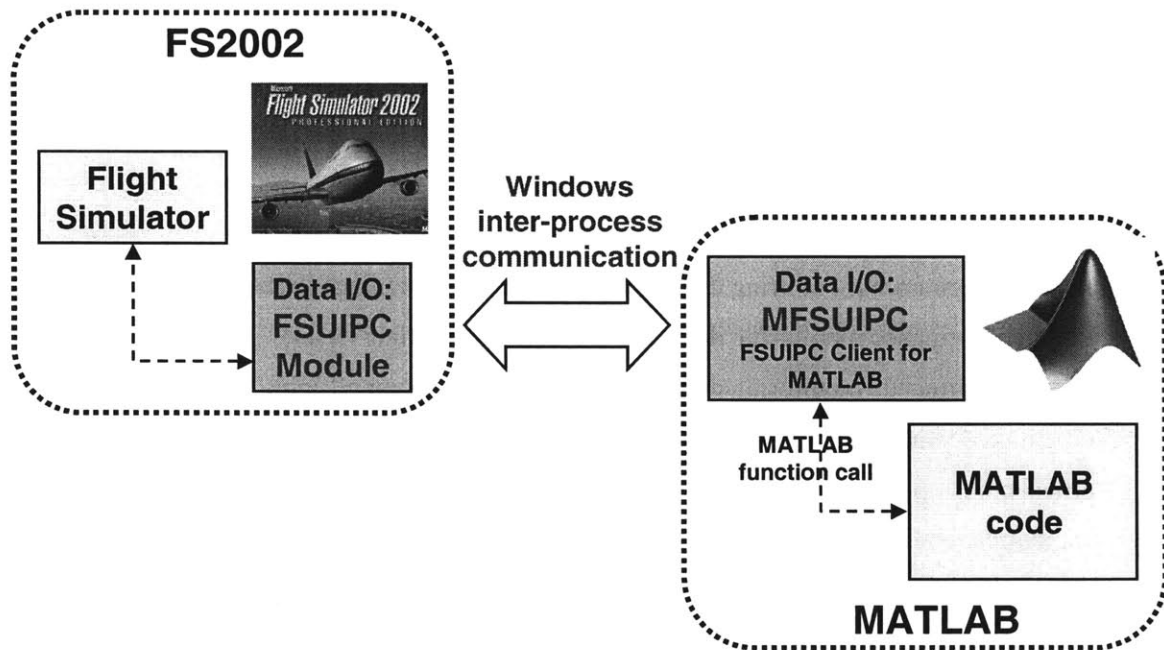 FS2002
Microsoft
Flight Simulator 2002
PROFESSIONAL EDITION
Flight
Simulator
Data I/O:
FSUIPC
Module
Windows
inter-process
communication
Data I/O:
MFSUIPC
FSUIPC Client for
MATLAB
MATLAB
function call
MATLAB
code
MATLAB